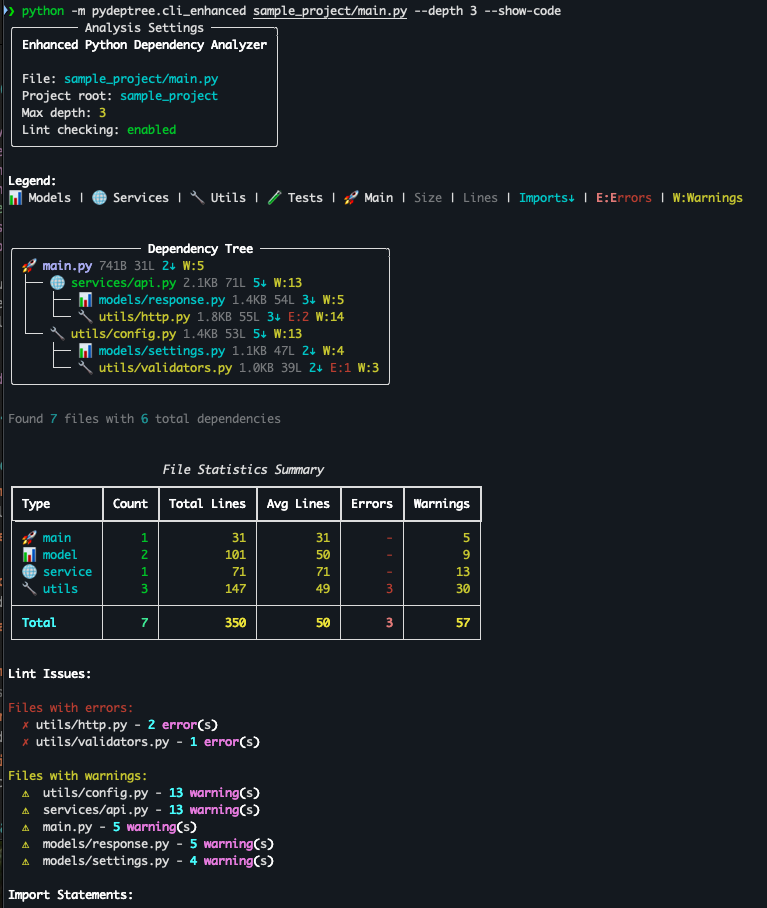 ❯ python -m pydeptree.cli_enhanced sample_project/main.py --depth 3 --show-code
Analysis Settings
Enhanced Python Dependency Analyzer
File: sample_project/main.py
Project root: sample_project
Max depth: 3
Lint checking: enabled
Legend:
📊 Models | 🌐 Services | 🔧 Utils | 🧪 Tests | 🚀 Main | Size | Lines | Imports↓ | E:Errors | W:Warnings
Dependency Tree
🚀 main.py 741B 31L 2↓ W:5
├── 🌐 services/api.py 2.1KB 71L 5↓ W:13
│   ├── 📊 models/response.py 1.4KB 54L 3↓ W:5
│   └── 🔧 utils/http.py 1.8KB 55L 3↓ E:2 W:14
└── 🔧 utils/config.py 1.4KB 53L 5↓ W:13
├── 📊 models/settings.py 1.1KB 47L 2↓ W:4
└── 🔧 utils/validators.py 1.0KB 39L 2↓ E:1 W:3
Found 7 files with 6 total dependencies
File Statistics Summary
Type Count Total Lines Avg Lines Errors Warnings
🚀 main 1 31 31 - 5
📊 model 2 101 50 - 9
🌐 service 1 71 71 - 13
🔧 utils 3 147 49 3 30
Total 7 350 50 3 57
Lint Issues:
Files with errors:
✗ utils/http.py - 2 error(s)
✗ utils/validators.py - 1 error(s)
Files with warnings:
⚠ utils/config.py - 13 warning(s)
⚠ services/api.py - 13 warning(s)
⚠ main.py - 5 warning(s)
⚠ models/response.py - 5 warning(s)
⚠ models/settings.py - 4 warning(s)
Import Statements: